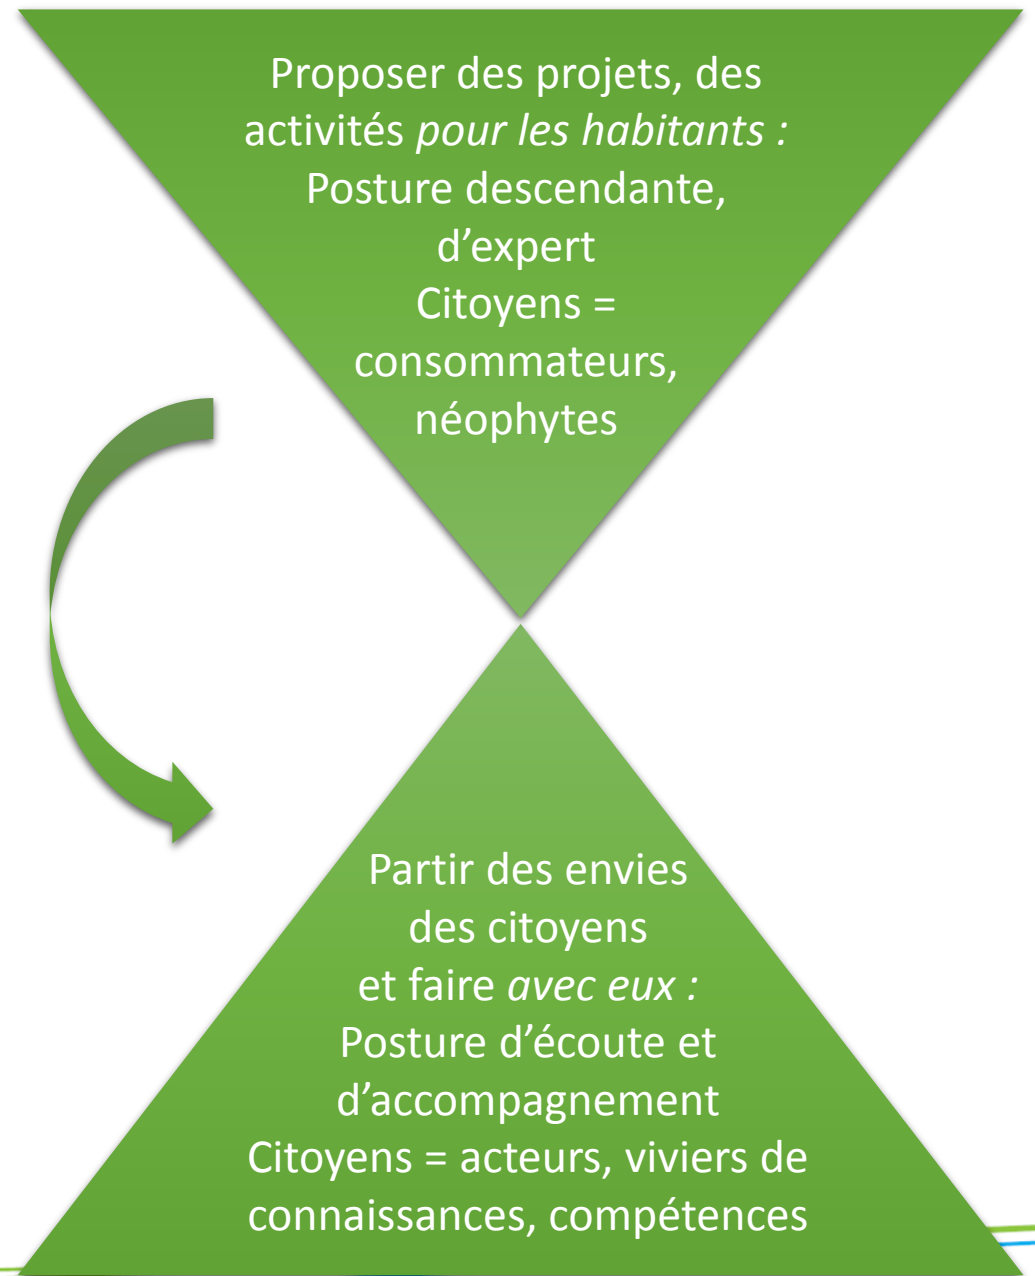 Proposer des projets, des
activités pour les habitants :
Posture descendante,
d’expert
Citoyens =
consommateurs,
néophytes
Partir des envies
des citoyens
et faire avec eux :
Posture d’écoute et
d’accompagnement
Citoyens = acteurs, viviers de
connaissances, compétences